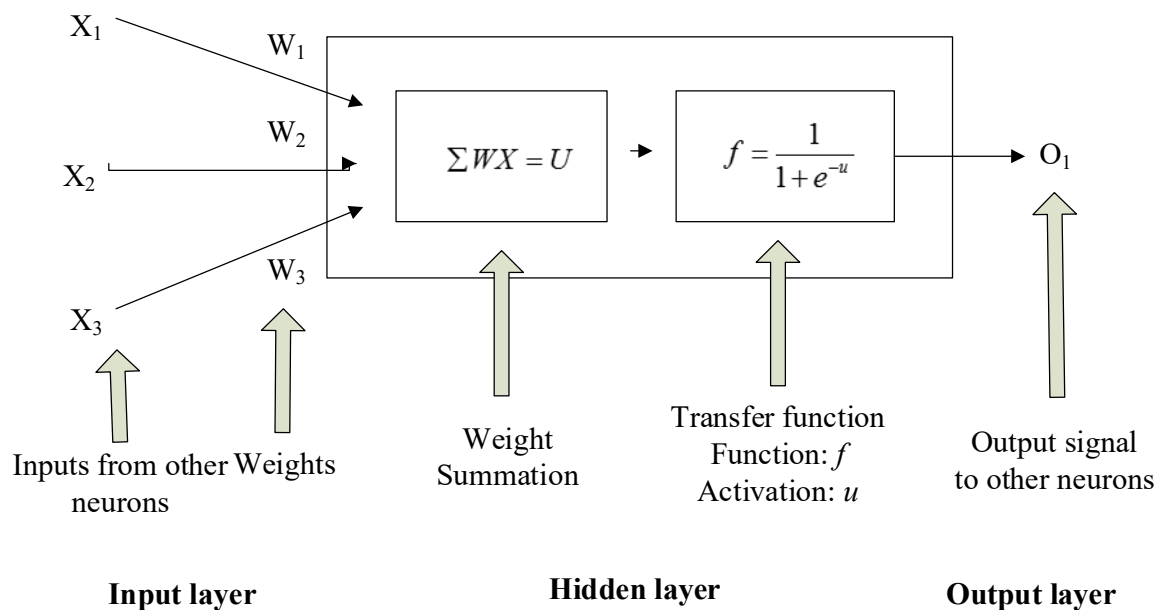 X₁
W₁
W₂
X₂
∑WX = U
f = 1 / (1 + e⁻ᵘ)
O₁
W₃
X₃
Inputs from other
neurons
Weights
Weight
Summation
Transfer function
Function: f
Activation: u
Output signal
to other neurons
Input layer
Hidden layer
Output layer